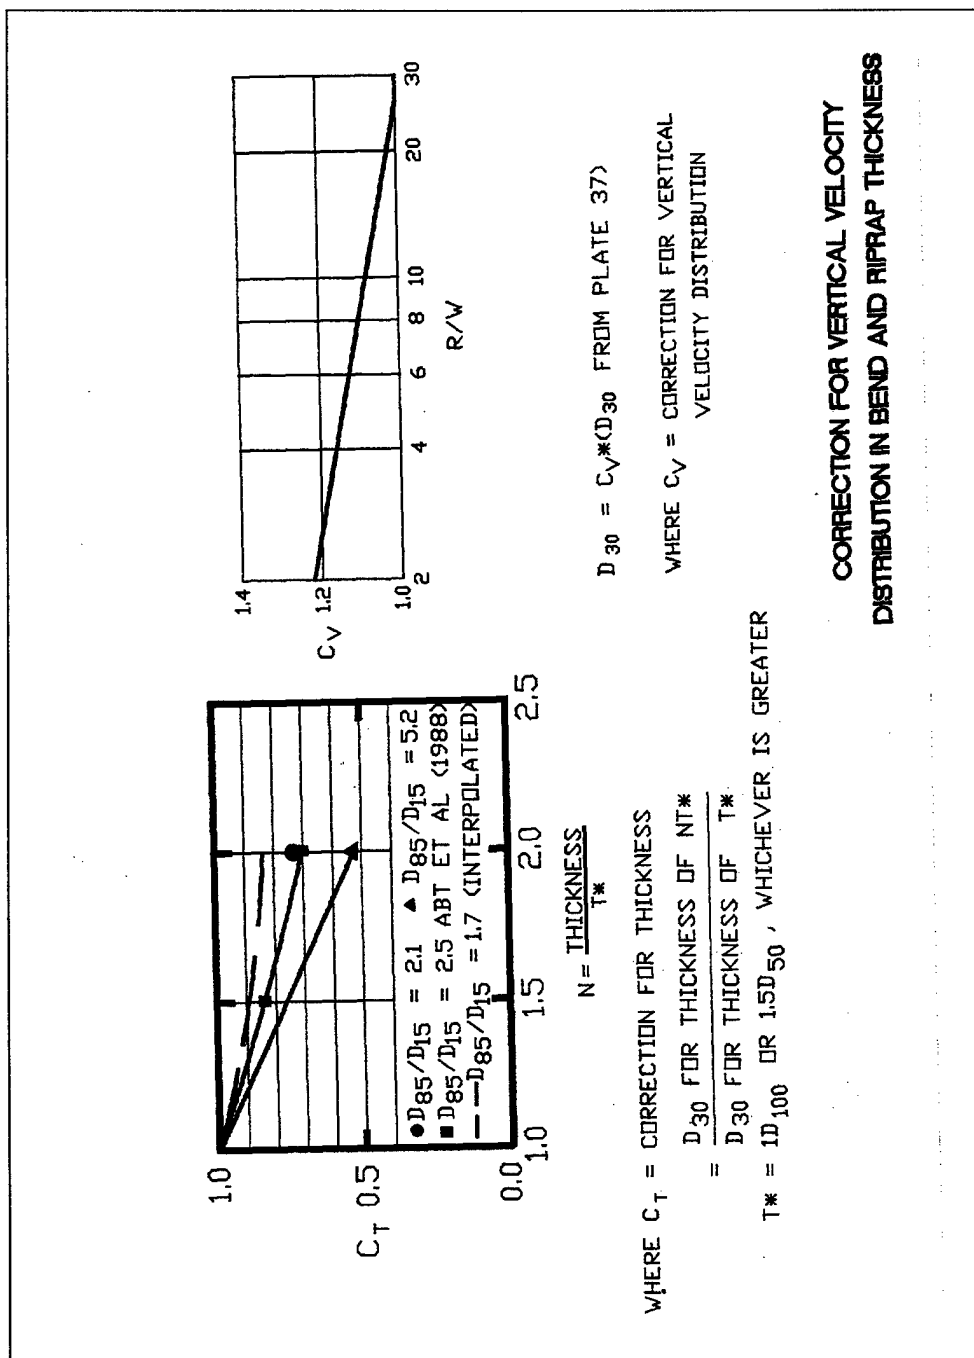 1.0
C_T 0.5
0.0
1.0
1.5
2.0
2.5
●D85/D15 = 2.1 ▲ D85/D15 = 5.2
■D85/D15 = 2.5 ABT ET AL (1988)
— —D85/D15 = 1.7 (INTERPOLATED)
N = THICKNESS
T*
WHERE C_T = CORRECTION FOR THICKNESS
= D30 FOR THICKNESS OF NT*
D30 FOR THICKNESS OF T*
T* = 1D100 OR 1.5D50, WHICHEVER IS GREATER
1.4
C_V 1.2
1.0
2
4
6
8
10
20
30
R/W
D30 = C_V*(D30 FROM PLATE 37)
WHERE C_V = CORRECTION FOR VERTICAL
VELOCITY DISTRIBUTION
CORRECTION FOR VERTICAL VELOCITY
DISTRIBUTION IN BEND AND RIPRAP THICKNESS